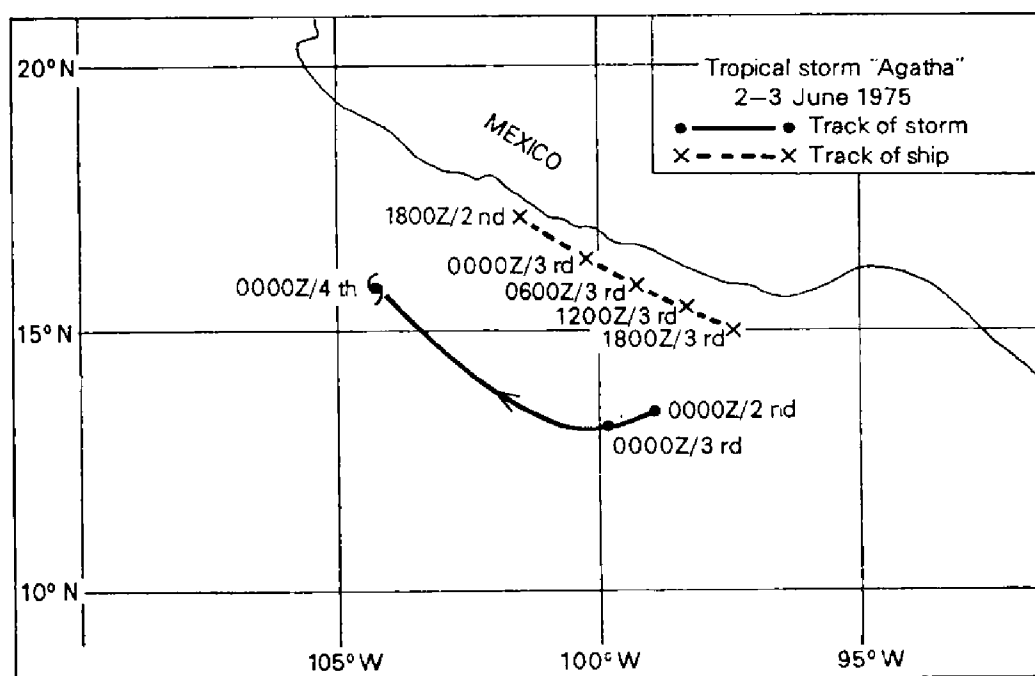 20° N
Tropical storm "Agatha"
2–3 June 1975
Track of storm
Track of ship
MEXICO
1800Z/2 nd
0000Z/3 rd
0600Z/3 rd
1200Z/3 rd
1800Z/3 rd
0000Z/4 th
15° N
0000Z/2 nd
0000Z/3 rd
10° N
105° W
100° W
95° W